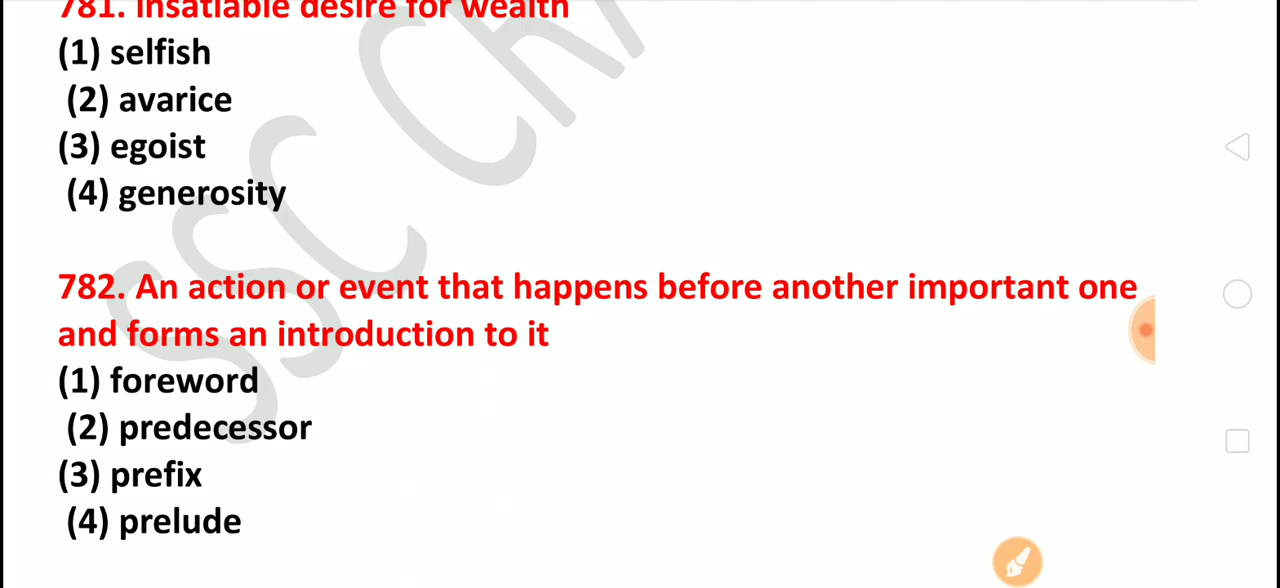 781. Insatiable desire for wealth
(1) selfish
(2) avarice
(3) egoist
(4) generosity
782. An action or event that happens before another important one
and forms an introduction to it
(1) foreword
(2) predecessor
(3) prefix
(4) prelude
SSC CR